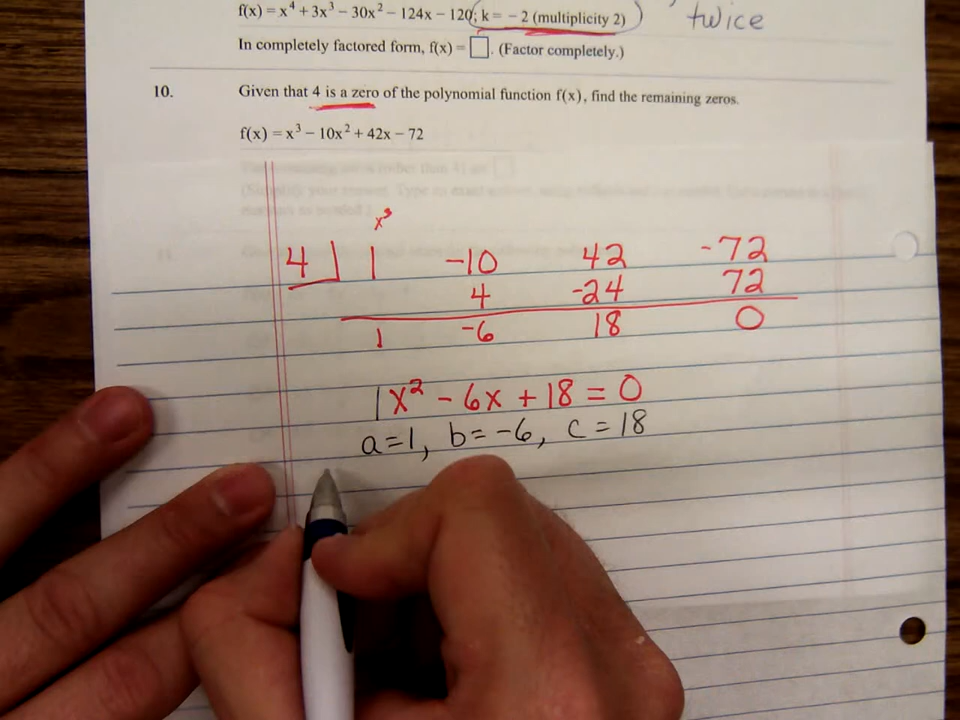 f(x) = x⁴ + 3x³ − 30x² − 124x − 120; k = − 2 (multiplicity 2) twice
In completely factored form, f(x) = □. (Factor completely.)
10. Given that 4 is a zero of the polynomial function f(x), find the remaining zeros.
f(x) = x³ − 10x² + 42x − 72
x³
4 | 1 -10 42 -72
4 -24 72
1 -6 18 0
1x² - 6x + 18 = 0
a=1, b=-6, c=18